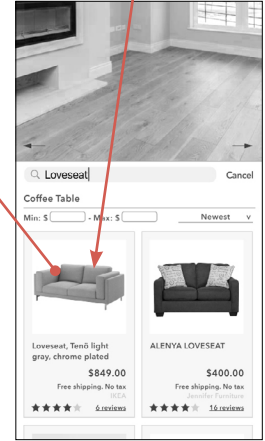 Loveseat
Cancel
Coffee Table
Min: $ - Max: $
Newest v
Loveseat, Tenö light
gray, chrome plated
$849.00
Free shipping. No tax
IKEA
6 reviews
ALENYA LOVESEAT
$400.00
Free shipping. No tax
Jennifer Furniture
16 reviews